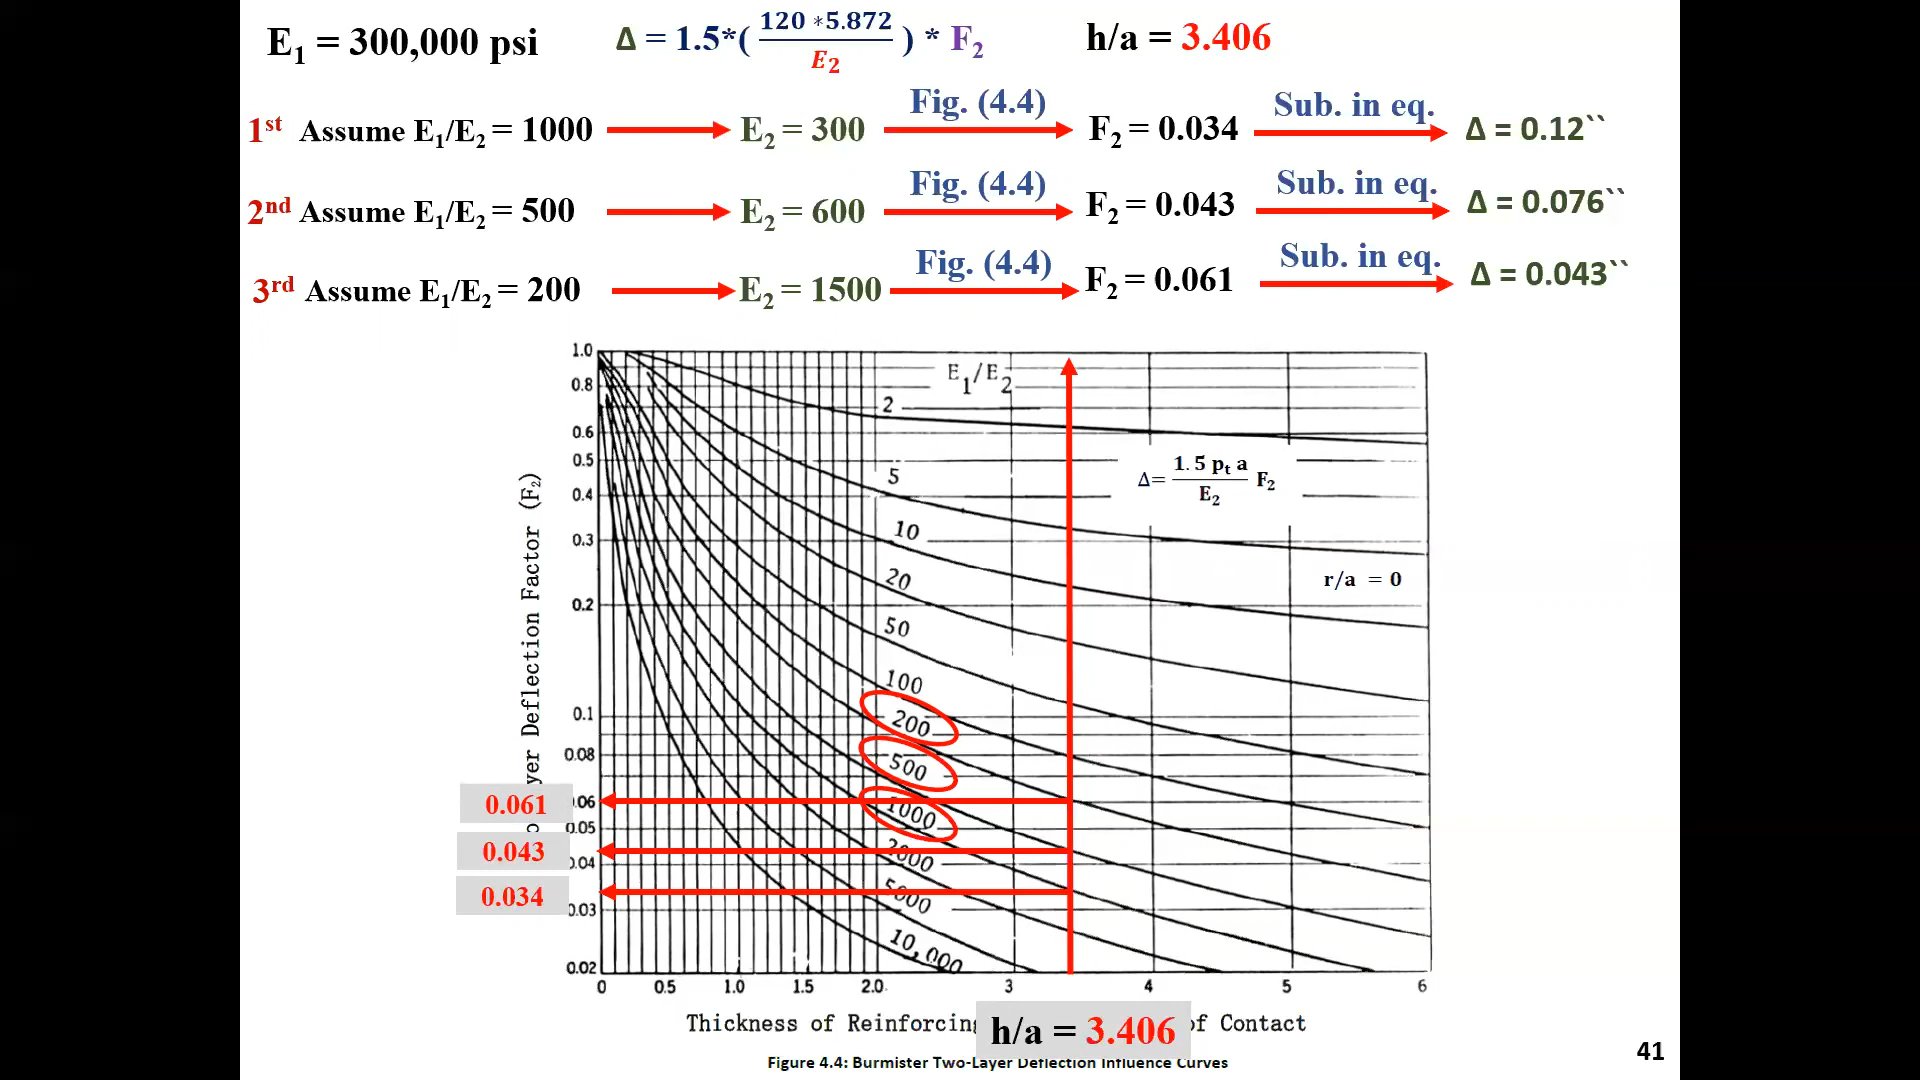 E₁ = 300,000 psi
Δ = 1.5*( 120 *5.872 / E₂ ) * F₂
h/a = 3.406
1st Assume E₁/E₂ = 1000 E₂ = 300 Fig. (4.4) F₂ = 0.034 Sub. in eq. Δ = 0.12``
2nd Assume E₁/E₂ = 500 E₂ = 600 Fig. (4.4) F₂ = 0.043 Sub. in eq. Δ = 0.076``
3rd Assume E₁/E₂ = 200 E₂ = 1500 Fig. (4.4) F₂ = 0.061 Sub. in eq. Δ = 0.043``
1.0
0.8
0.6
0.5
0.4
0.3
0.2
0.1
0.08
.06
0.05
0.04
0.03
0.02
yer Deflection Factor (F₂)
0.061
0.043
0.034
E₁/E₂
2
5
10
20
50
100
200
500
1000
2000
5000
10,000
Δ= 1.5 pₜ a / E₂ F₂
r/a = 0
0 0.5 1.0 1.5 2.0 3 4 5 6
Thickness of Reinforcing of Contact
h/a = 3.406
Figure 4.4: Burmister Two-Layer Deflection Influence Curves
41